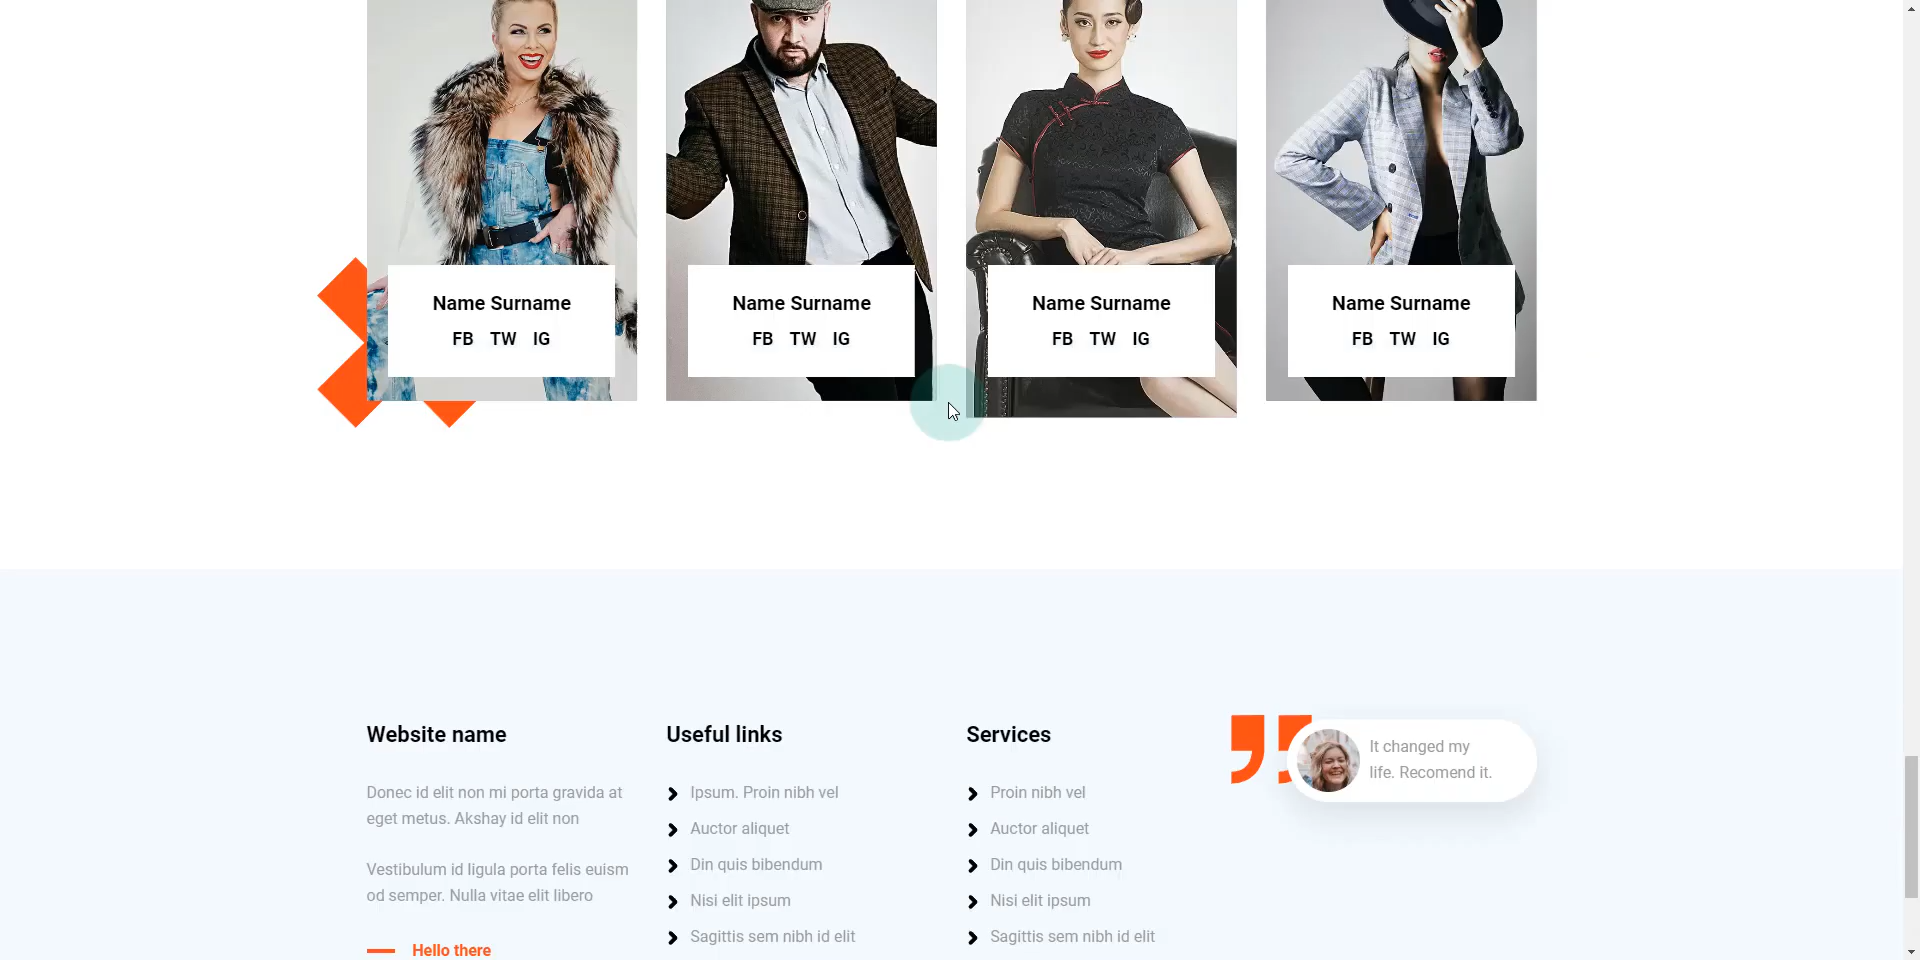 Name Surname
FB TW IG
Name Surname
FB TW IG
Name Surname
FB TW IG
Name Surname
FB TW IG
Website name
Donec id elit non mi porta gravida at
eget metus. Akshay id elit non
Vestibulum id ligula porta felis euism
od semper. Nulla vitae elit libero
Hello there
Useful links
Ipsum. Proin nibh vel
Auctor aliquet
Din quis bibendum
Nisi elit ipsum
Sagittis sem nibh id elit
Services
Proin nibh vel
Auctor aliquet
Din quis bibendum
Nisi elit ipsum
Sagittis sem nibh id elit
It changed my
life. Recomend it.